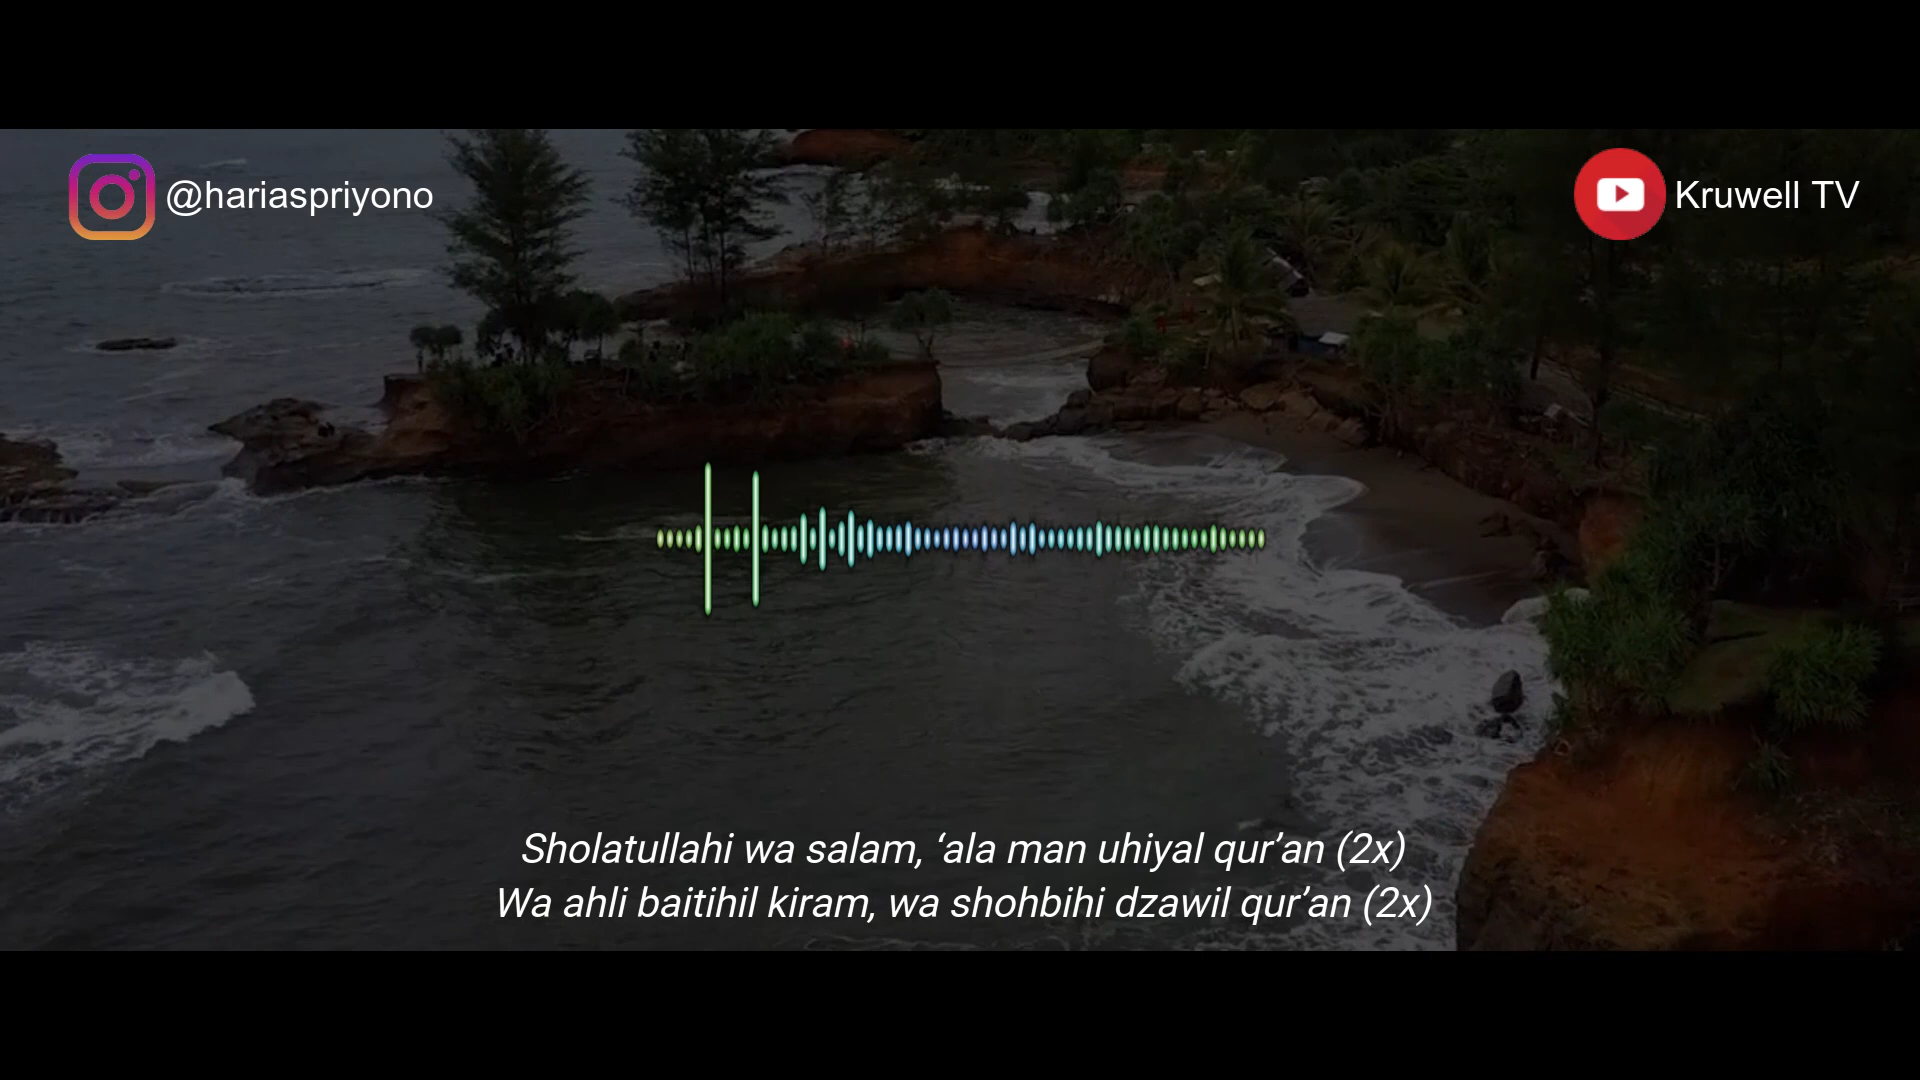 @hariaspriyono
Kruwell TV
Sholatullahi wa salam, ‘ala man uhiyal qur’an (2x)
Wa ahli baitihil kiram, wa shohbihi dzawil qur’an (2x)